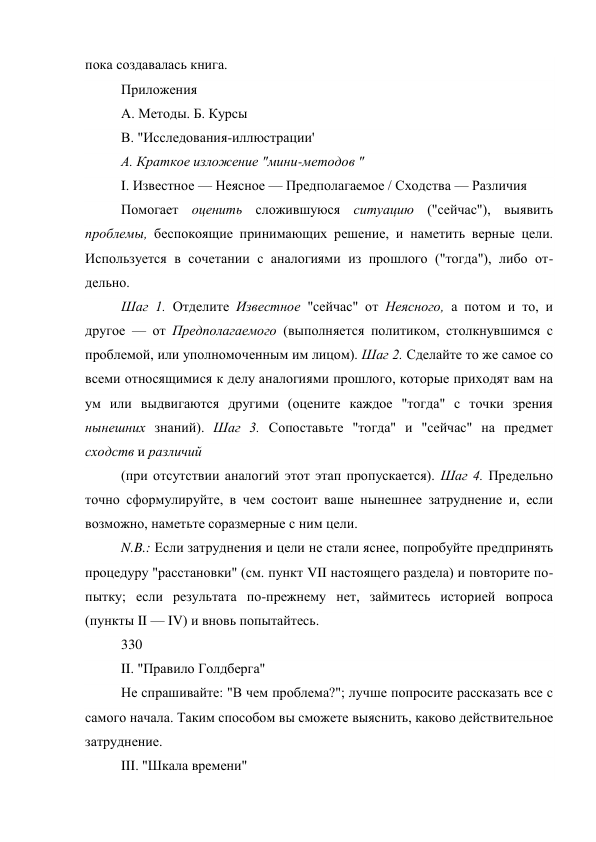 пока создавалась книга.
Приложения
А. Методы. Б. Курсы
В. "Исследования-иллюстрации'
А. Краткое изложение "мини-методов "
I. Известное — Неясное — Предполагаемое / Сходства — Различия
Помогает оценить сложившуюся ситуацию ("сейчас"), выявить
проблемы, беспокоящие принимающих решение, и наметить верные цели.
Используется в сочетании с аналогиями из прошлого ("тогда"), либо от-
дельно.
Шаг 1. Отделите Известное "сейчас" от Неясного, а потом и то, и
другое — от Предполагаемого (выполняется политиком, столкнувшимся с
проблемой, или уполномоченным им лицом). Шаг 2. Сделайте то же самое со
всеми относящимися к делу аналогиями прошлого, которые приходят вам на
ум или выдвигаются другими (оцените каждое "тогда" с точки зрения
нынешних знаний). Шаг 3. Сопоставьте "тогда" и "сейчас" на предмет
сходств и различий
(при отсутствии аналогий этот этап пропускается). Шаг 4. Предельно
точно сформулируйте, в чем состоит ваше нынешнее затруднение и, если
возможно, наметьте соразмерные с ним цели.
N.B.: Если затруднения и цели не стали яснее, попробуйте предпринять
процедуру "расстановки" (см. пункт VII настоящего раздела) и повторите по-
пытку; если результата по-прежнему нет, займитесь историей вопроса
(пункты II — IV) и вновь попытайтесь.
330
II. "Правило Голдберга"
Не спрашивайте: "В чем проблема?"; лучше попросите рассказать все с
самого начала. Таким способом вы сможете выяснить, каково действительное
затруднение.
III. "Шкала времени"